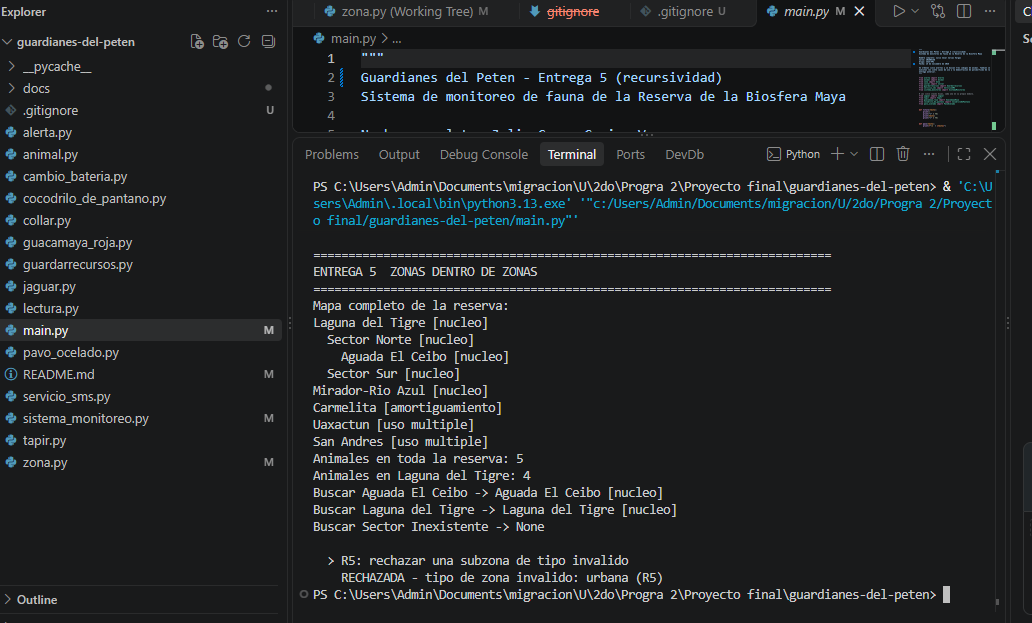 Explorer
guardianes-del-peten
__pycache__
docs
.gitignore U
alerta.py
animal.py
cambio_bateria.py
cocodrilo_de_pantano.py
collar.py
guacamaya_roja.py
guardarrecursos.py
jaguar.py
lectura.py
main.py M
pavo_ocelado.py
README.md M
servicio_sms.py
sistema_monitoreo.py M
tapir.py
zona.py M
Outline
zona.py (Working Tree) M gitignore .gitignore U main.py M
main.py > ...
1 """
2 Guardianes del Peten - Entrega 5 (recursividad)
3 Sistema de monitoreo de fauna de la Reserva de la Biosfera Maya
4
Problems Output Debug Console Terminal Ports DevDb Python
PS C:\Users\Admin\Documents\migracion\U\2do\Progra 2\Proyecto final\guardianes-del-peten> & 'C:\U
sers\Admin\.local\bin\python3.13.exe' '"c:/Users/Admin/Documents/migracion/U/2do/Progra 2/Proyect
o final/guardianes-del-peten/main.py"'
==========================================================================
ENTREGA 5  ZONAS DENTRO DE ZONAS
==========================================================================
Mapa completo de la reserva:
Laguna del Tigre [nucleo]
Sector Norte [nucleo]
Aguada El Ceibo [nucleo]
Sector Sur [nucleo]
Mirador-Rio Azul [nucleo]
Carmelita [amortiguamiento]
Uaxactun [uso multiple]
San Andres [uso multiple]
Animales en toda la reserva: 5
Animales en Laguna del Tigre: 4
Buscar Aguada El Ceibo -> Aguada El Ceibo [nucleo]
Buscar Laguna del Tigre -> Laguna del Tigre [nucleo]
Buscar Sector Inexistente -> None
> R5: rechazar una subzona de tipo invalido
RECHAZADA - tipo de zona invalido: urbana (R5)
PS C:\Users\Admin\Documents\migracion\U\2do\Progra 2\Proyecto final\guardianes-del-peten>